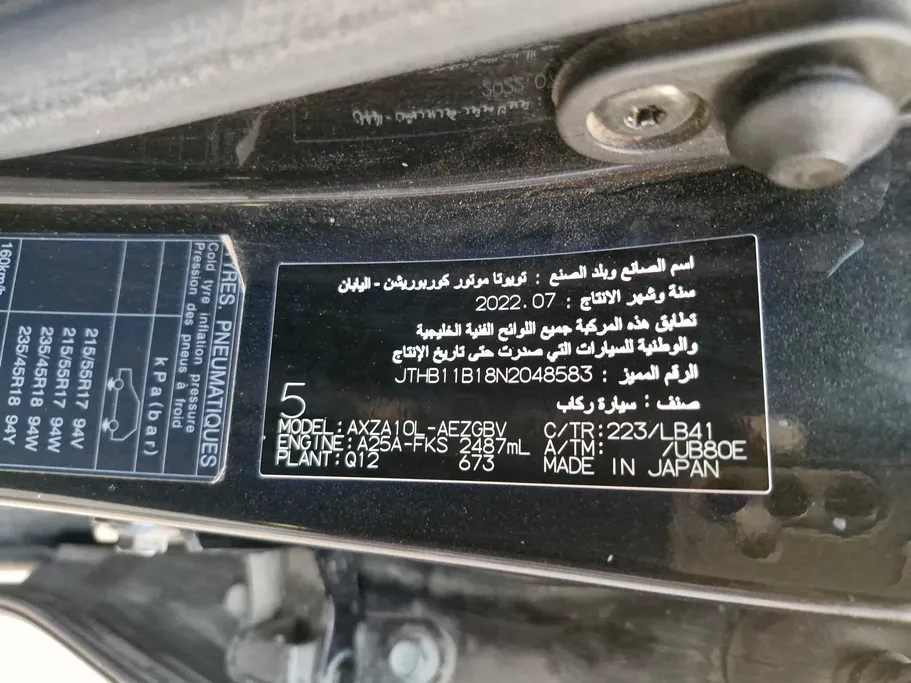 اسم الصانع وبلد الصنع : تويوتا موتور كوربوريشن - اليابان
سنة وشهر الانتاج : 2022.07
تطابق هذه المركبة جميع اللوائح الفنية الخليجية
والوطنية للسيارات التي صدرت حتى تاريخ الإنتاج
الرقم المميز : JTHB11B18N2048583
صنف : سيارة ركاب
5
MODEL:AXZA10L-AEZGBV C/TR:223/LB41
ENGINE:A25A-FKS 2487mL A/TM: /UB80E
PLANT:Q12 673 MADE IN JAPAN
TYRES. PNEUMATIQUES
Cold tyre inflation pressure
Pression des pneus à froid
kPa(bar)
215/55R17 94V
215/55R17 94W
235/45R18 94W
235/45R18 94Y
160km/h